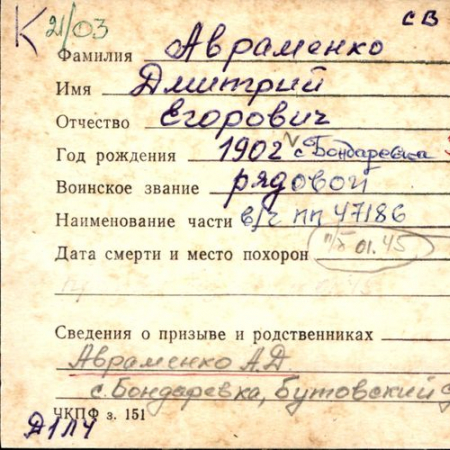 К 21/03 СВ
Фамилия Авраменко
Имя Дмитрий
Отчество Егорович
Год рождения 1902 с. Бондаревка
Воинское звание рядовой
Наименование части в/ч пп 47186
Дата смерти и место похорон п/х 01.45
Сведения о призыве и родственниках
Авраменко А.Д
с. Бондаревка, Бутовский
ЧКПФ з. 151
Д1Л4